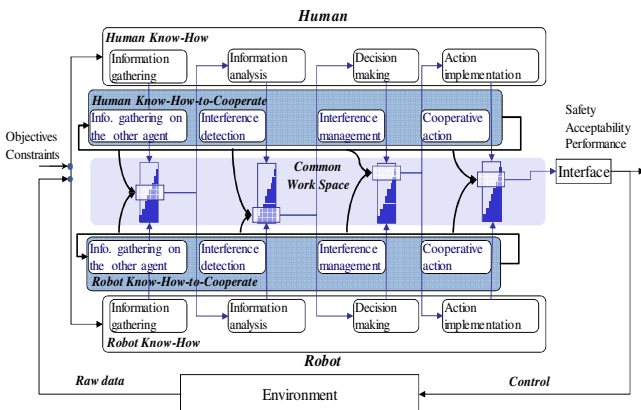 Human
Human Know-How
Information
gathering
Information
analysis
Decision
making
Action
implementation
Human Know-How-to-Cooperate
Info. gathering on
the other agent
Interference
detection
Interference
management
Cooperative
action
Objectives
Constraints
Safety
Acceptability
Performance
Common
Work Space
Interface
Info. gathering on
the other agent
Interference
detection
Interference
management
Cooperative
action
Robot Know-How-to-Cooperate
Information
gathering
Information
analysis
Decision
making
Action
implementation
Robot Know-How
Robot
Raw data
Environment
Control